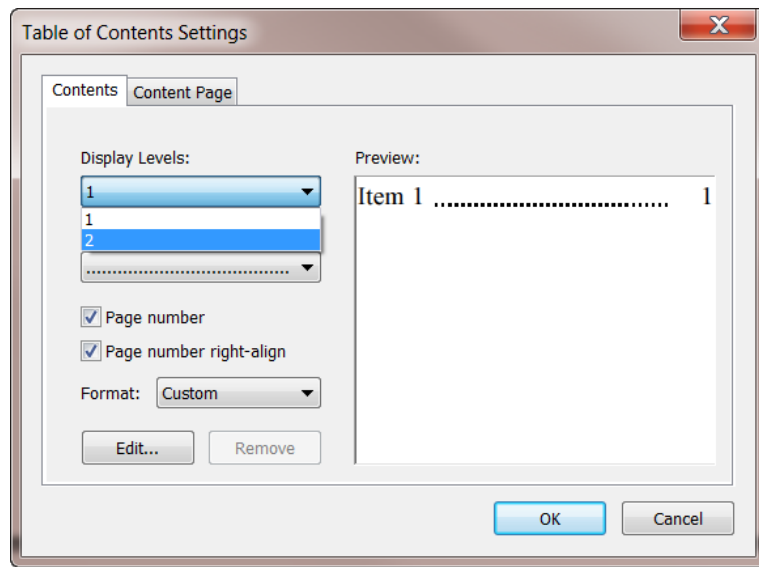 Table of Contents Settings
Contents
Content Page
Display Levels:
1
1
2
Page number
Page number right-align
Format: Custom
Edit...
Remove
Preview:
Item 1 .................................... 1
OK
Cancel